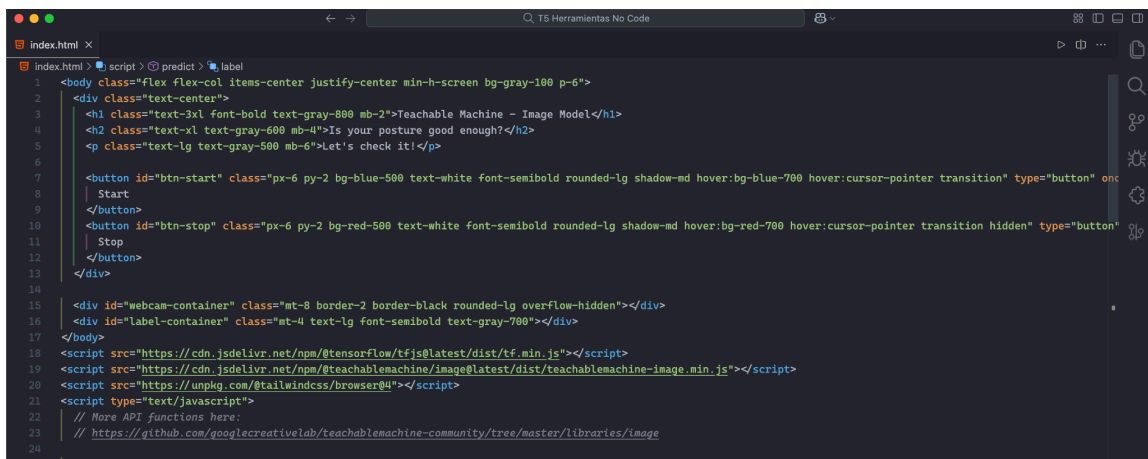 T5 Herramientas No Code
index.html
index.html > script > predict > label
1 <body class="flex flex-col items-center justify-center min-h-screen bg-gray-100 p-6">
2 <div class="text-center">
3 <h1 class="text-3xl font-bold text-gray-800 mb-2">Teachable Machine - Image Model</h1>
4 <h2 class="text-xl text-gray-600 mb-4">Is your posture good enough?</h2>
5 <p class="text-lg text-gray-500 mb-6">Let's check it!</p>
6
7 <button id="btn-start" class="px-6 py-2 bg-blue-500 text-white font-semibold rounded-lg shadow-md hover:bg-blue-700 hover:cursor-pointer transition" type="button" onc
8 Start
9 </button>
10 <button id="btn-stop" class="px-6 py-2 bg-red-500 text-white font-semibold rounded-lg shadow-md hover:bg-red-700 hover:cursor-pointer transition hidden" type="button"
11 Stop
12 </button>
13 </div>
14
15 <div id="webcam-container" class="mt-8 border-2 border-black rounded-lg overflow-hidden"></div>
16 <div id="label-container" class="mt-4 text-lg font-semibold text-gray-700"></div>
17 </body>
18 <script src="https://cdn.jsdelivr.net/npm/@tensorflow/tfjs@latest/dist/tf.min.js"></script>
19 <script src="https://cdn.jsdelivr.net/npm/@teachablemachine/image@latest/dist/teachablemachine-image.min.js"></script>
20 <script src="https://unpkg.com/@tailwindcss/browser@4"></script>
21 <script type="text/javascript">
22 // More API functions here:
23 // https://github.com/googlecreativelab/teachablemachine-community/tree/master/libraries/image
24